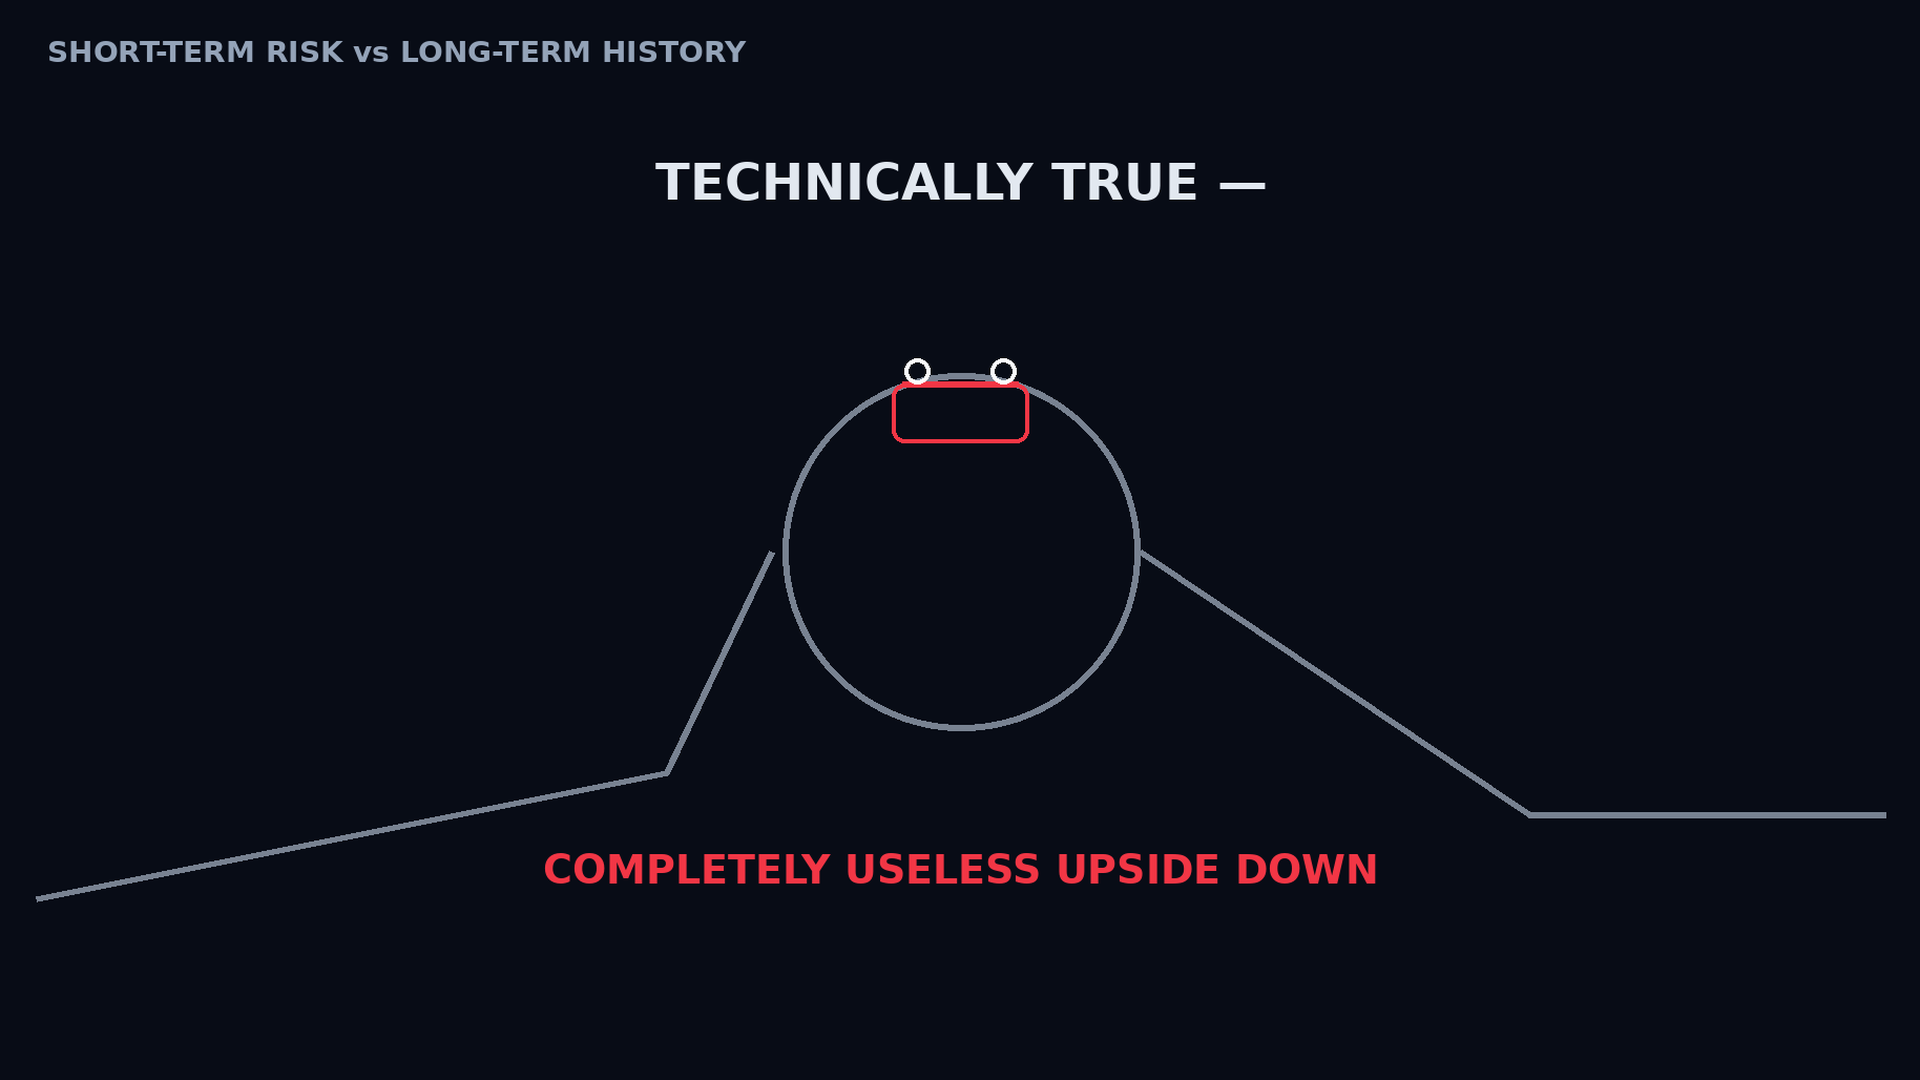 SHORT-TERM RISK vs LONG-TERM HISTORY
TECHNICALLY TRUE —
COMPLETELY USELESS UPSIDE DOWN